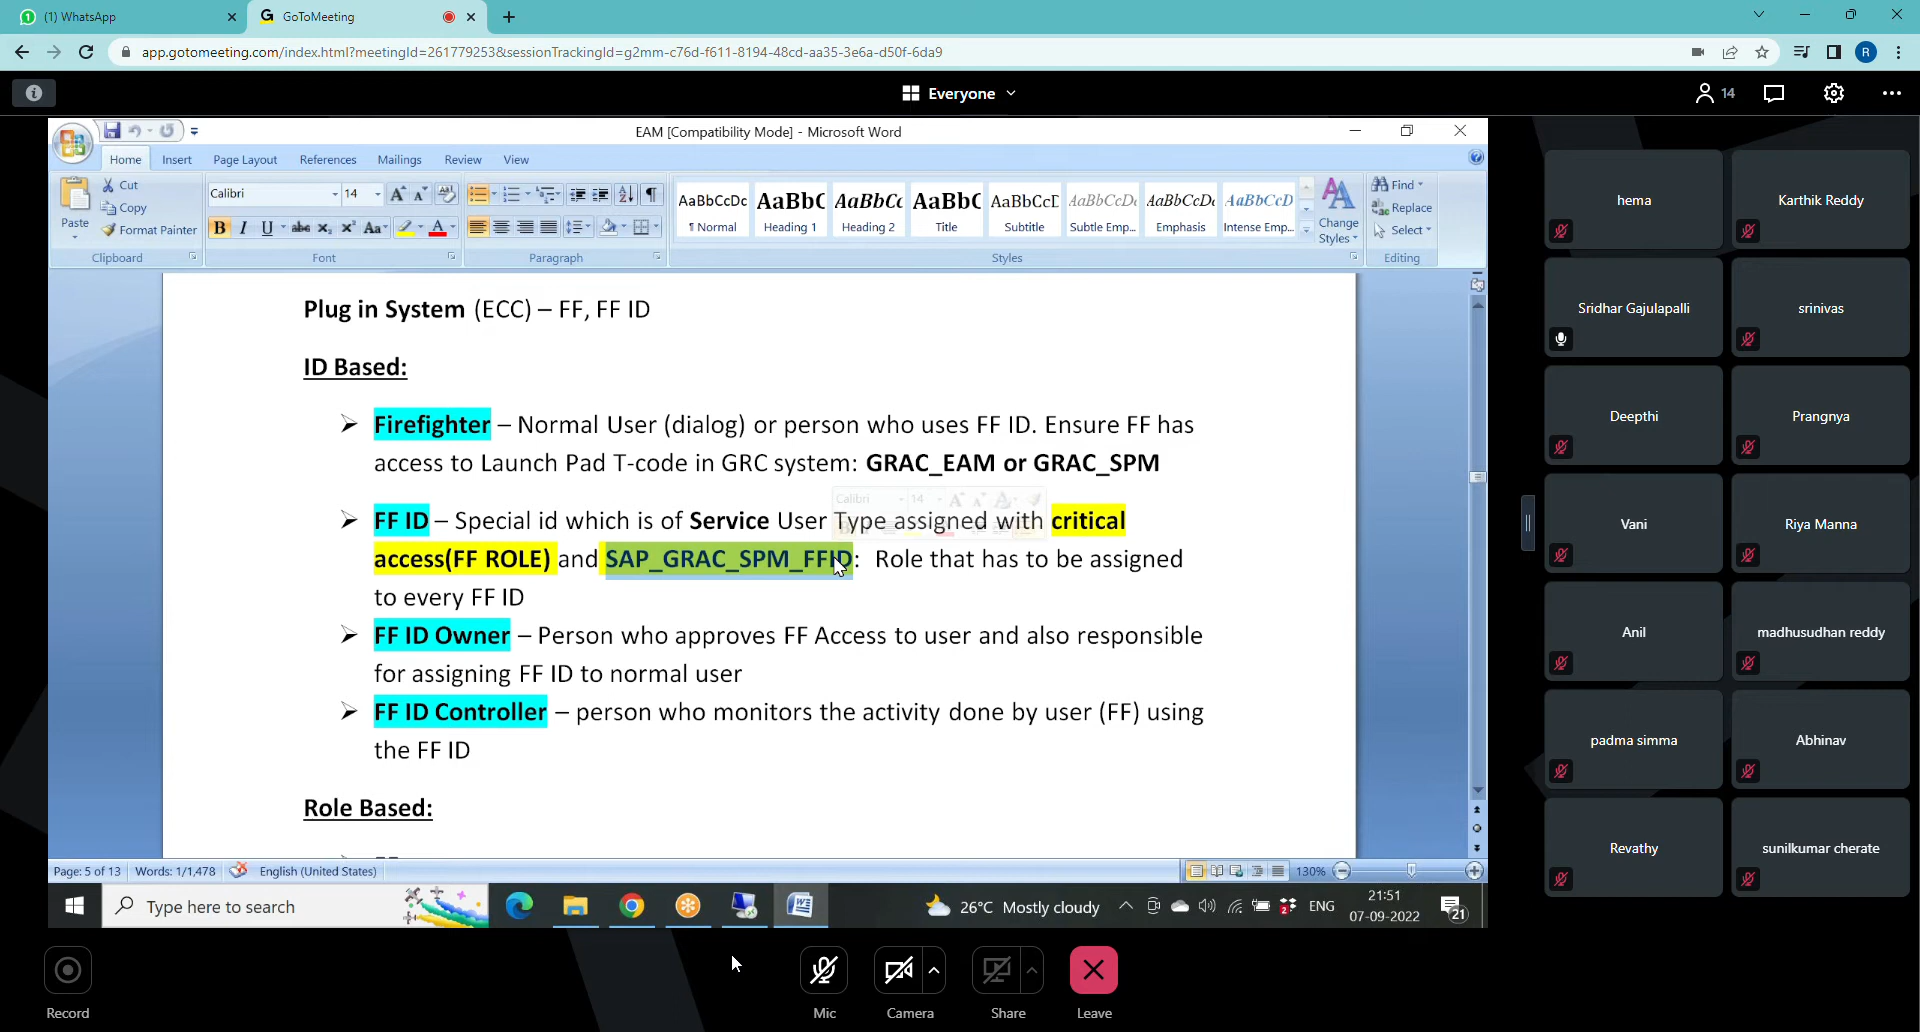 (1) WhatsApp
GoToMeeting
app.gotomeeting.com/index.html?meetingId=261779253&sessionTrackingId=g2mm-c76d-f611-8194-48cd-aa35-3e6a-d50f-6da9
R
Everyone
14
EAM [Compatibility Mode] - Microsoft Word
Home Insert Page Layout References Mailings Review View
Paste
Cut
Copy
Format Painter
Clipboard
Calibri 14
Font
Paragraph
AaBbCcDc AaBbC AaBbCc AaBbC AaBbCcD AaBbCcDc AaBbCcDc AaBbCcD
¶ Normal Heading 1 Heading 2 Title Subtitle Subtle Emp... Emphasis Intense Emp...
Change Styles
Styles
Find
Replace
Select
Editing
Plug in System (ECC) – FF, FF ID
ID Based:
➢ Firefighter – Normal User (dialog) or person who uses FF ID. Ensure FF has
access to Launch Pad T-code in GRC system: GRAC_EAM or GRAC_SPM
Calibri 14
➢ FF ID – Special id which is of Service User Type assigned with critical
access(FF ROLE) and SAP_GRAC_SPM_FFID: Role that has to be assigned
to every FF ID
➢ FF ID Owner – Person who approves FF Access to user and also responsible
for assigning FF ID to normal user
➢ FF ID Controller – person who monitors the activity done by user (FF) using
the FF ID
Role Based:
Page: 5 of 13 Words: 1/1,478 English (United States) 130%
Type here to search
26°C Mostly cloudy
ENG
21:51
07-09-2022
21
hema
Karthik Reddy
Sridhar Gajulapalli
srinivas
Deepthi
Prangnya
Vani
Riya Manna
Anil
madhusudhan reddy
padma simma
Abhinav
Revathy
sunilkumar cherate
Record
Mic
Camera
Share
Leave